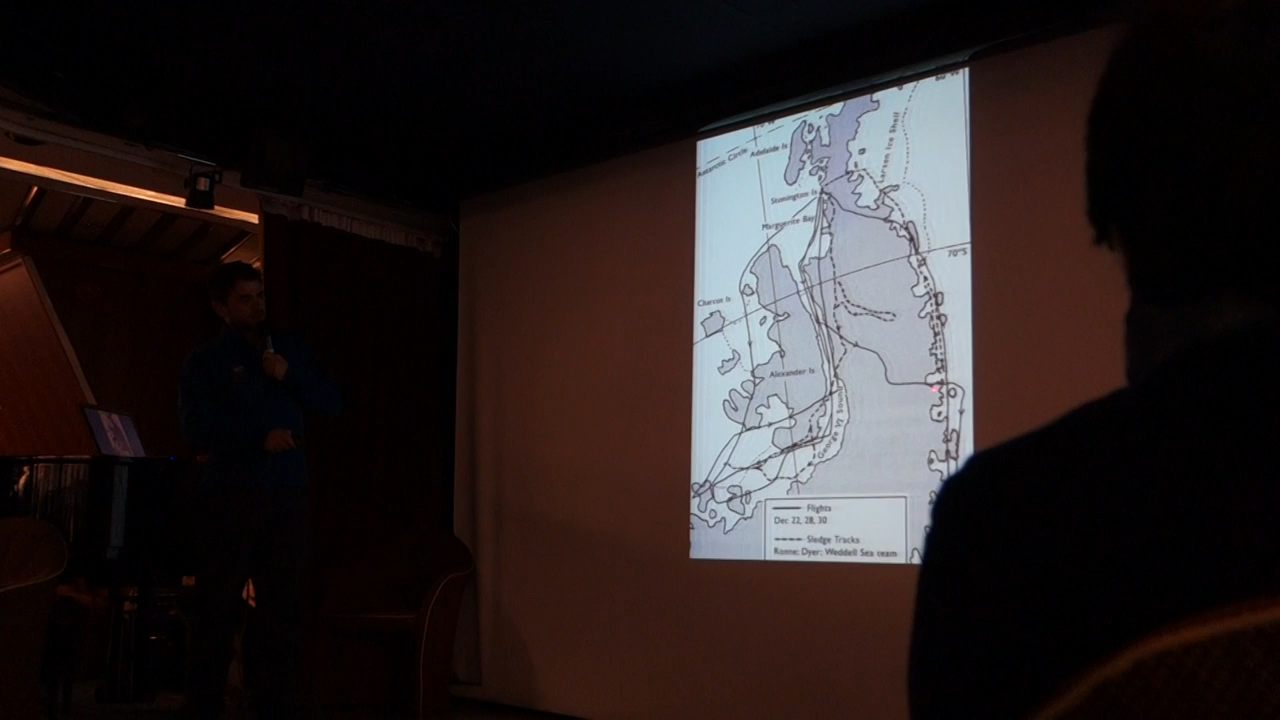 Antarctic Circle
Adelaide Is
Larsen Ice Shelf
Stonington Is
Marguerite Bay
70°S
Charcot Is
Alexander Is
George VI Sound
Flights
Dec 22, 28, 30
Sledge Tracks
Ronne: Dyer: Weddell Sea team